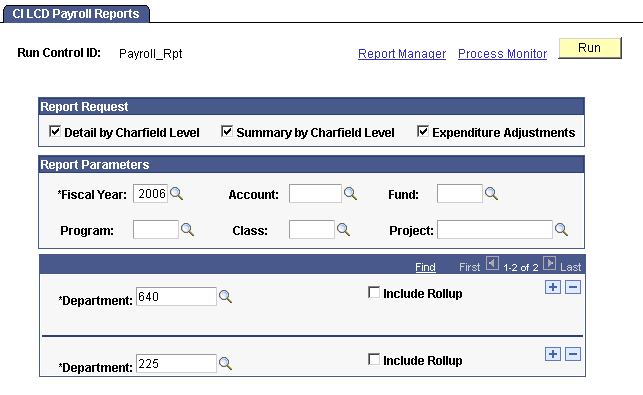 CI LCD Payroll Reports
Run Control ID: Payroll_Rpt Report Manager Process Monitor Run
Report Request
Detail by Charfield Level Summary by Charfield Level Expenditure Adjustments
Report Parameters
*Fiscal Year: 2006 Account: Fund:
Program: Class: Project:
Find First 1-2 of 2 Last
*Department: 640 Include Rollup
*Department: 225 Include Rollup